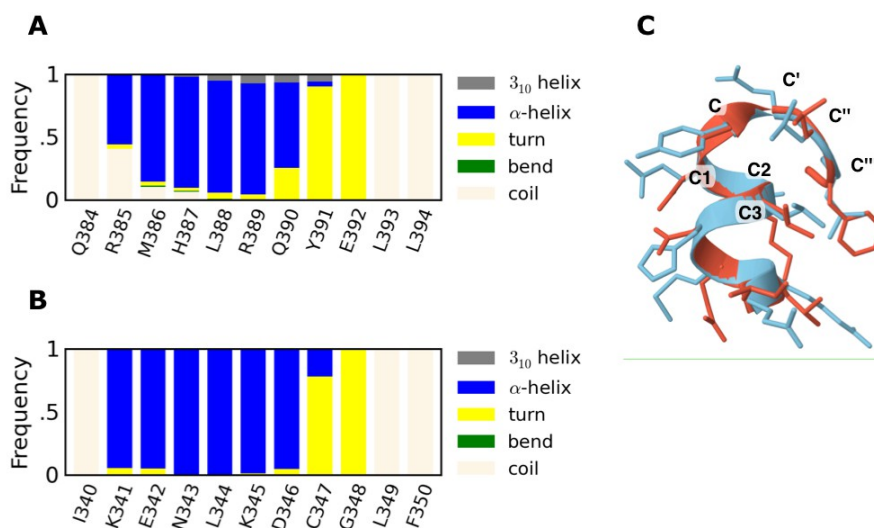 A
Frequency
1
.5
0
Q384
R385
M386
H387
L388
R389
Q390
Y391
E392
L393
L394
3₁₀ helix
α-helix
turn
bend
coil
B
Frequency
1
.5
0
I340
K341
E342
N343
L344
K345
D346
C347
G348
L349
F350
3₁₀ helix
α-helix
turn
bend
coil
C
C'
C
C''
C''
C1
C2
C3